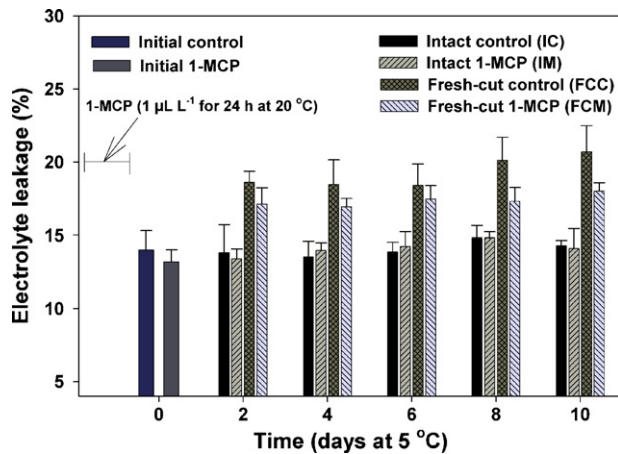 30
25
20
15
10
5
Electrolyte leakage (%)
Initial control
Initial 1-MCP
Intact control (IC)
Intact 1-MCP (IM)
Fresh-cut control (FCC)
Fresh-cut 1-MCP (FCM)
1-MCP (1 µL L⁻¹ for 24 h at 20 °C)
0 2 4 6 8 10
Time (days at 5 °C)